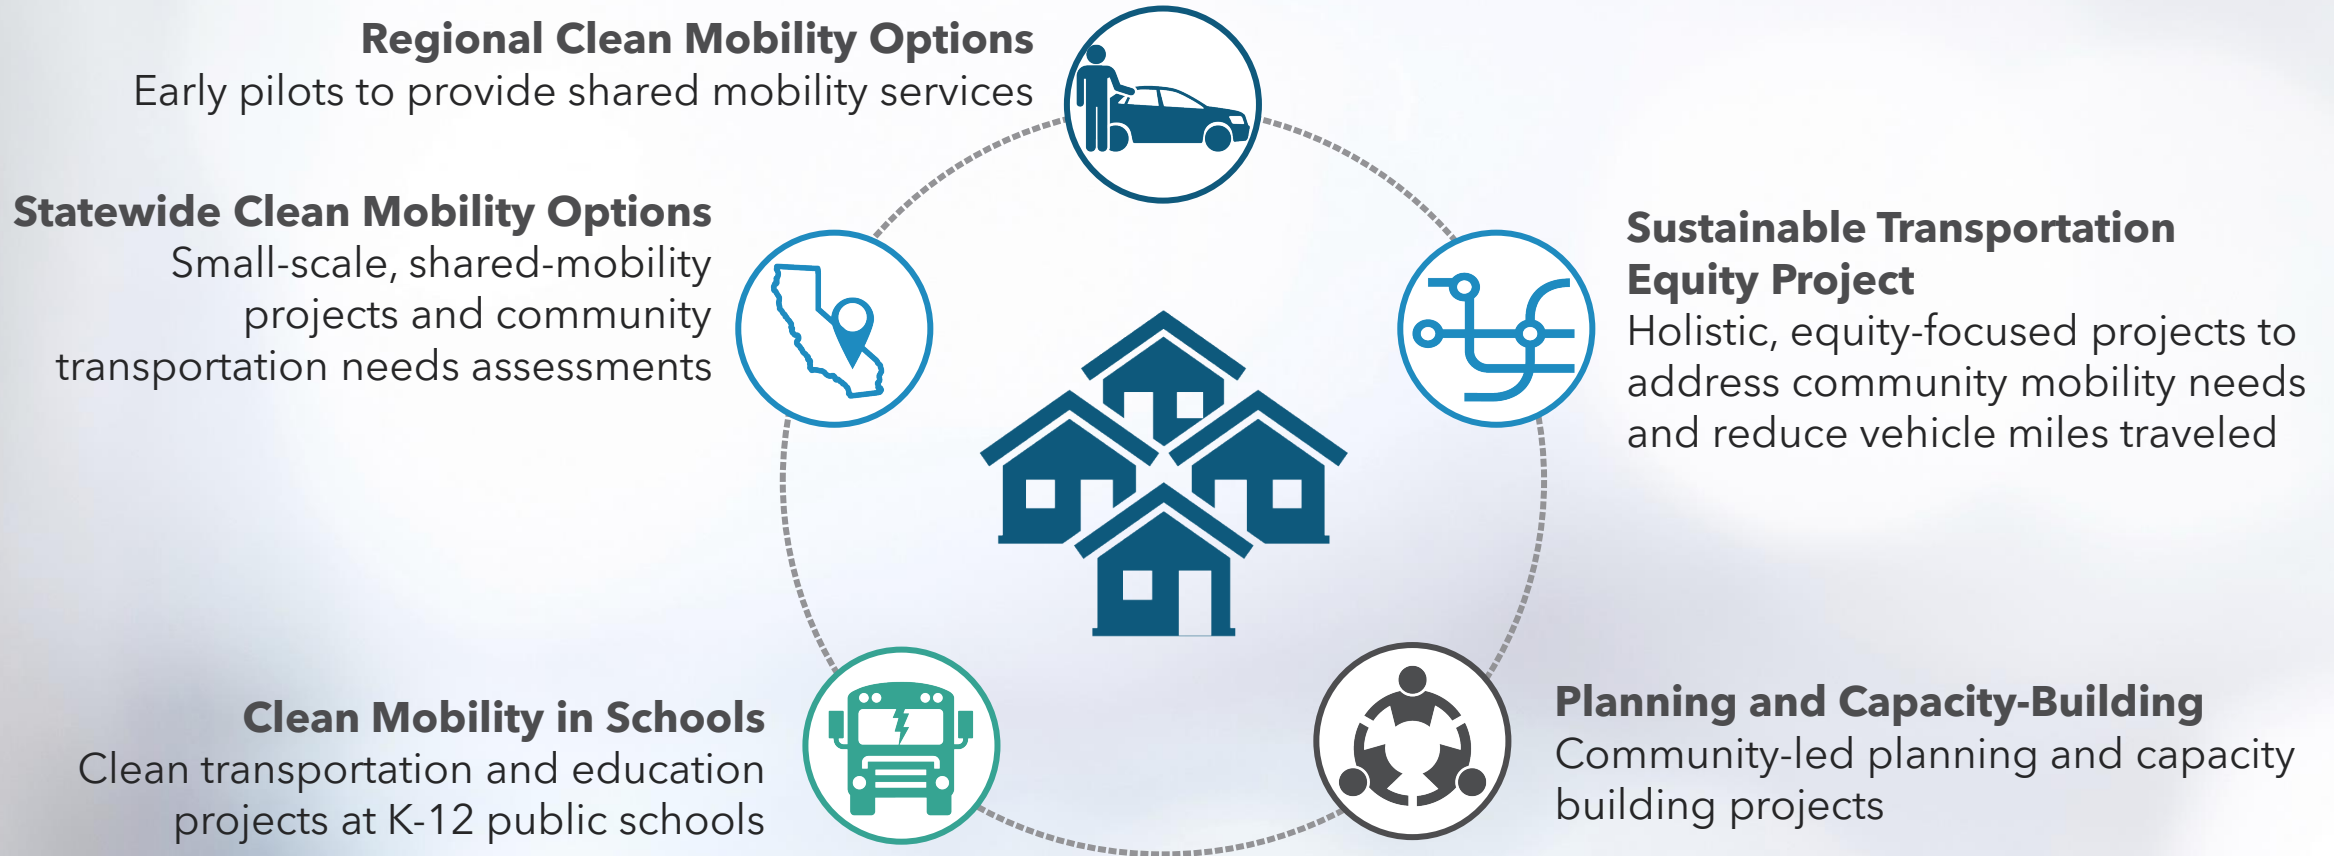 Regional Clean Mobility Options
Early pilots to provide shared mobility services
Statewide Clean Mobility Options
Small-scale, shared-mobility
projects and community
transportation needs assessments
Sustainable Transportation
Equity Project
Holistic, equity-focused projects to
address community mobility needs
and reduce vehicle miles traveled
Clean Mobility in Schools
Clean transportation and education
projects at K-12 public schools
Planning and Capacity-Building
Community-led planning and capacity
building projects